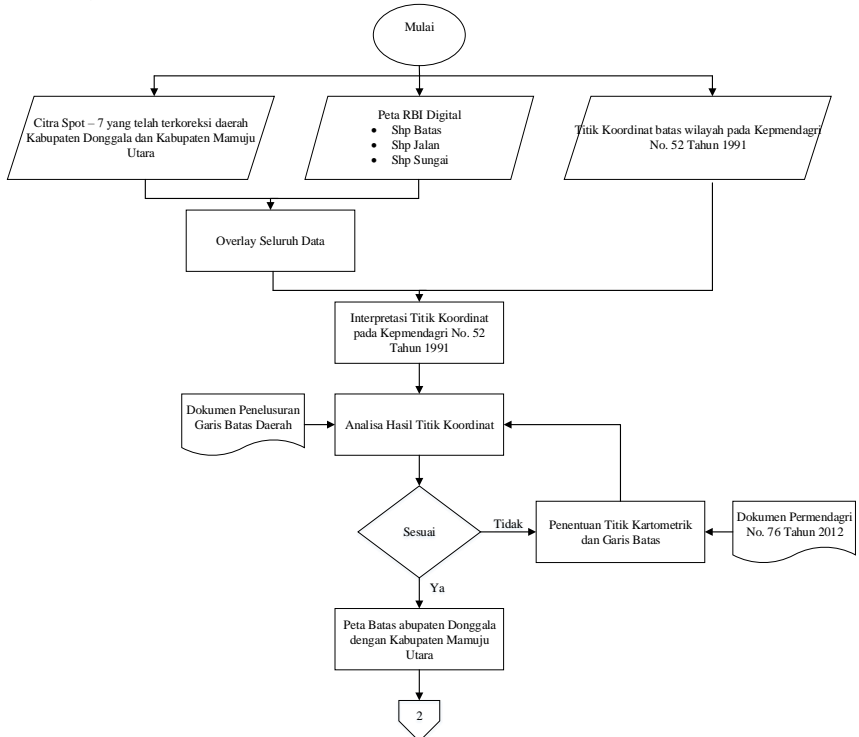 Mulai
Citra Spot – 7 yang telah terkoreksi daerah
Kabupaten Donggala dan Kabupaten Mamuju
Utara
Peta RBI Digital
• Shp Batas
• Shp Jalan
• Shp Sungai
Titik Koordinat batas wilayah pada Kepmendagri
No. 52 Tahun 1991
Overlay Seluruh Data
Interpretasi Titik Koordinat
pada Kepmendagri No. 52
Tahun 1991
Dokumen Penelusuran
Garis Batas Daerah
Analisa Hasil Titik Koordinat
Sesuai
Tidak
Penentuan Titik Kartometrik
dan Garis Batas
Dokumen Permendagri
No. 76 Tahun 2012
Ya
Peta Batas abupaten Donggala
dengan Kabupaten Mamuju
Utara
2